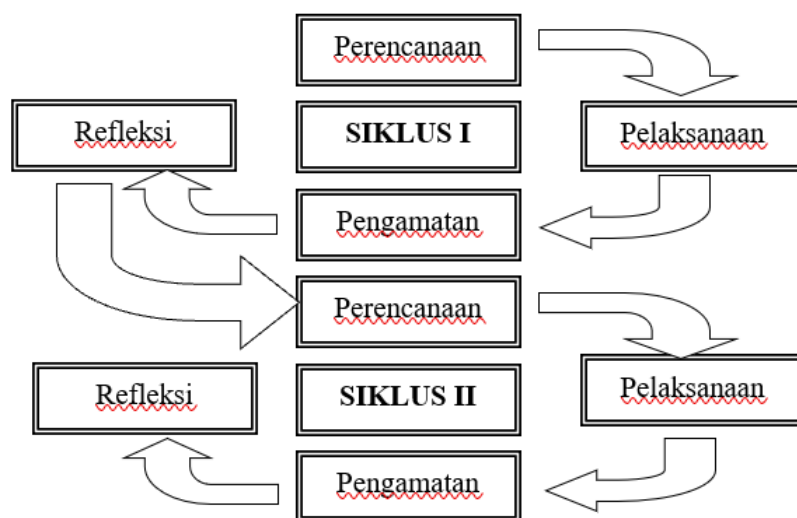 Perencanaan
Refleksi
SIKLUS I
Pelaksanaan
Pengamatan
Perencanaan
Refleksi
SIKLUS II
Pelaksanaan
Pengamatan